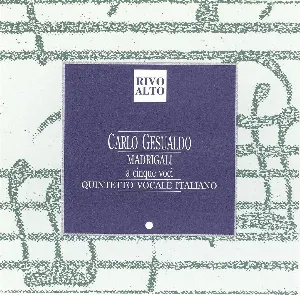 RIVO
ALTO
CARLO GESUALDO
MADRIGALI
a cinque voci
QUINTETTO VOCALE ITALIANO